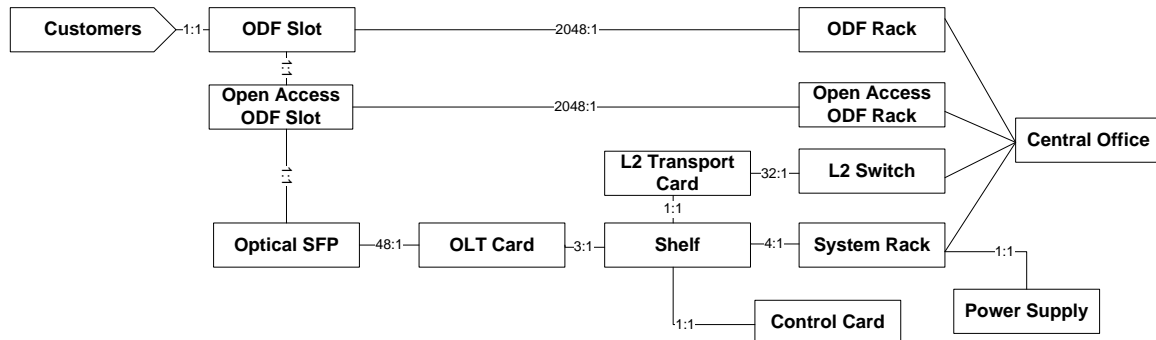 Customers
1:1
ODF Slot
2048:1
ODF Rack
1:1
Open Access
ODF Slot
2048:1
Open Access
ODF Rack
Central Office
1:1
L2 Transport
Card
32:1
L2 Switch
1:1
Optical SFP
48:1
OLT Card
3:1
Shelf
4:1
System Rack
1:1
Power Supply
1:1
Control Card